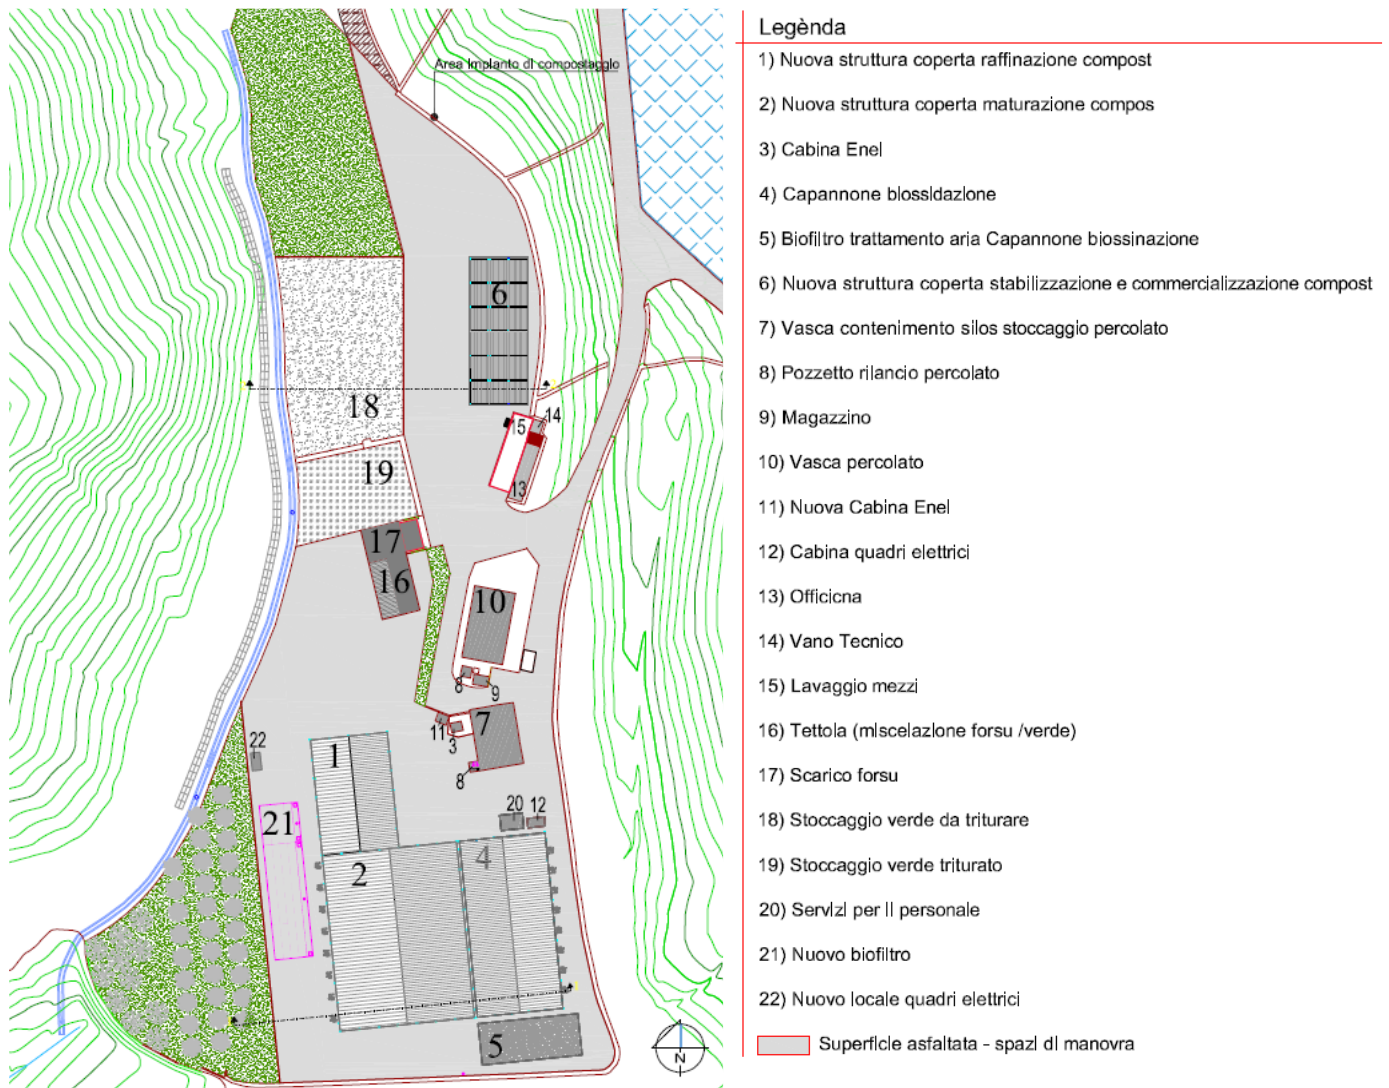 Area Impianto di compostaggio
6
18
14
15
13
19
17
16
10
8
9
11
3
7
8
22
1
21
20
12
2
4
5
N
Legènda
1) Nuova struttura coperta raffinazione compost
2) Nuova struttura coperta maturazione compos
3) Cabina Enel
4) Capannone biossidazione
5) Biofiltro trattamento aria Capannone biossinazione
6) Nuova struttura coperta stabilizzazione e commercializzazione compost
7) Vasca contenimento silos stoccaggio percolato
8) Pozzetto rilancio percolato
9) Magazzino
10) Vasca percolato
11) Nuova Cabina Enel
12) Cabina quadri elettrici
13) Officicna
14) Vano Tecnico
15) Lavaggio mezzi
16) Tettola (miscelazione forsu /verde)
17) Scarico forsu
18) Stoccaggio verde da triturare
19) Stoccaggio verde triturato
20) Servizi per il personale
21) Nuovo biofiltro
22) Nuovo locale quadri elettrici
Superficie asfaltata - spazi di manovra